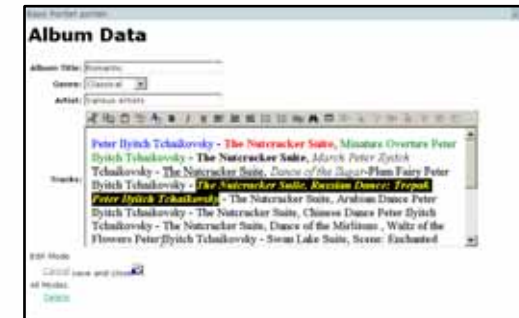 Album Data
Album Title: Romantic
Genre: Classical
Artist: Various Artists
Tracks:
Peter Ilyitch Tchaikovsky - The Nutcracker Suite, Minature Overture Peter
Ilyitch Tchaikovsky - The Nutcracker Suite, March Peter Ilyitch
Tchaikovsky - The Nutcracker Suite, Dance of the Sugar-Plum Fairy Peter
Ilyitch Tchaikovsky - The Nutcracker Suite, Russian Dance: Trepak
Peter Ilyitch Tchaikovsky - The Nutcracker Suite, Arabian Dance Peter
Ilyitch Tchaikovsky - The Nutcracker Suite, Chinese Dance Peter Ilyitch
Tchaikovsky - The Nutcracker Suite, Dance of the Mirlitons , Waltz of the
Flowers Peter Ilyitch Tchaikovsky - Swan Lake Suite, Scene: Enchanted
Edit Mode
Cancel save and close
All Modes
Delete